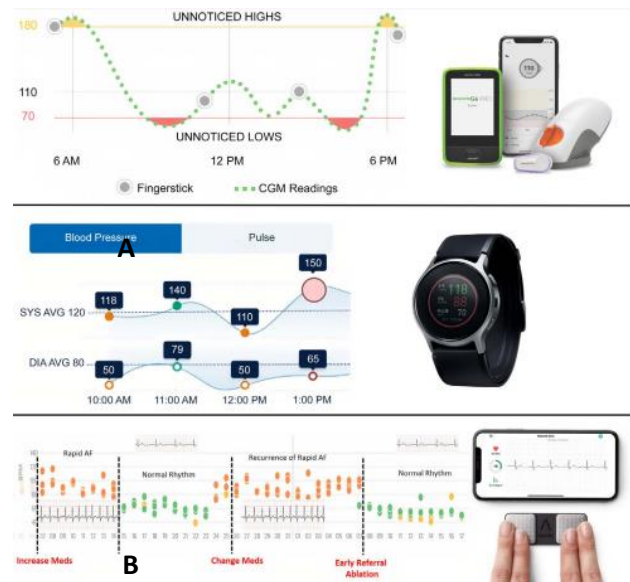 UNNOTICED HIGHS
180
110
70
UNNOTICED LOWS
6 AM 12 PM 6 PM
Fingerstick CGM Readings
Blood Pressure Pulse
A
150
140
118
110
SYS AVG 120
79
65
50 50
DIA AVG 80
10:00 AM 11:00 AM 12:00 PM 1:00 PM
118
88
70
Rapid AF
Recurrence of Rapid AF
Normal Rhythm Normal Rhythm
B
Increase Meds Change Meds Early Referral
Ablation